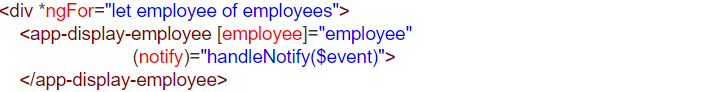 <div *ngFor="let employee of employees">
<app-display-employee [employee]="employee"
(notify)="handleNotify($event)">
</app-display-employee>